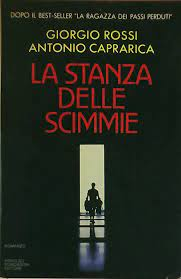 DOPO IL BEST-SELLER "LA RAGAZZA DEI PASSI PERDUTI"
GIORGIO ROSSI
ANTONIO CAPRARICA
LA STANZA
DELLE
SCIMMIE
ROMANZO